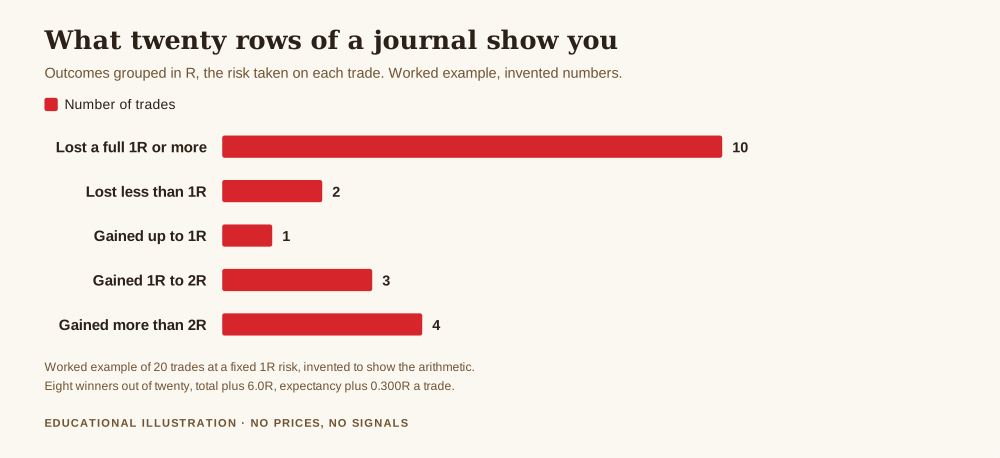 What twenty rows of a journal show you
Outcomes grouped in R, the risk taken on each trade. Worked example, invented numbers.
Number of trades
Lost a full 1R or more 10
Lost less than 1R 2
Gained up to 1R 1
Gained 1R to 2R 3
Gained more than 2R 4
Worked example of 20 trades at a fixed 1R risk, invented to show the arithmetic.
Eight winners out of twenty, total plus 6.0R, expectancy plus 0.300R a trade.
EDUCATIONAL ILLUSTRATION · NO PRICES, NO SIGNALS